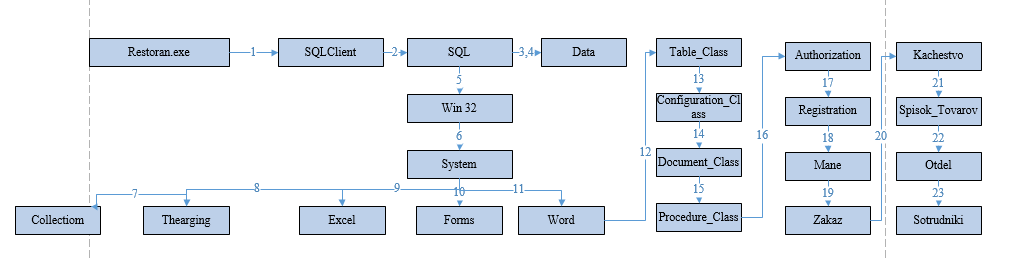 Restoran.exe
1
SQLClient
2
SQL
3,4
Data
5
Win 32
6
System
7
8
9
10
11
Collectiom
Thearging
Excel
Forms
Word
12
Table_Class
13
Configuration_Cl
ass
14
Document_Class
15
Procedure_Class
16
Authorization
17
Registration
18
Mane
19
Zakaz
20
Kachestvo
21
Spisok_Tovarov
22
Otdel
23
Sotrudniki